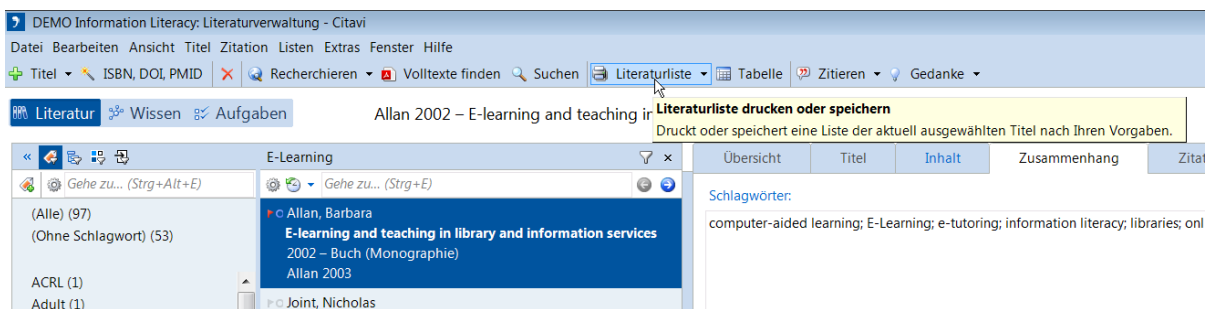 DEMO Information Literacy: Literaturverwaltung - Citavi
Datei Bearbeiten Ansicht Titel Zitation Listen Extras Fenster Hilfe
Titel ISBN, DOI, PMID Recherchieren Volltexte finden Suchen Literaturliste Tabelle Zitieren Gedanke
Literatur Wissen Aufgaben Allan 2002 – E-learning and teaching in
Literaturliste drucken oder speichern
Druckt oder speichert eine Liste der aktuell ausgewählten Titel nach Ihren Vorgaben.
E-Learning
Übersicht Titel Inhalt Zusammenhang Zitat
Gehe zu... (Strg+Alt+E) Gehe zu... (Strg+E)
Schlagwörter:
(Alle) (97)
(Ohne Schlagwort) (53)
ACRL (1)
Adult (1)
Allan, Barbara
E-learning and teaching in library and information services
2002 – Buch (Monographie)
Allan 2003
Joint, Nicholas
computer-aided learning; E-Learning; e-tutoring; information literacy; libraries; onl